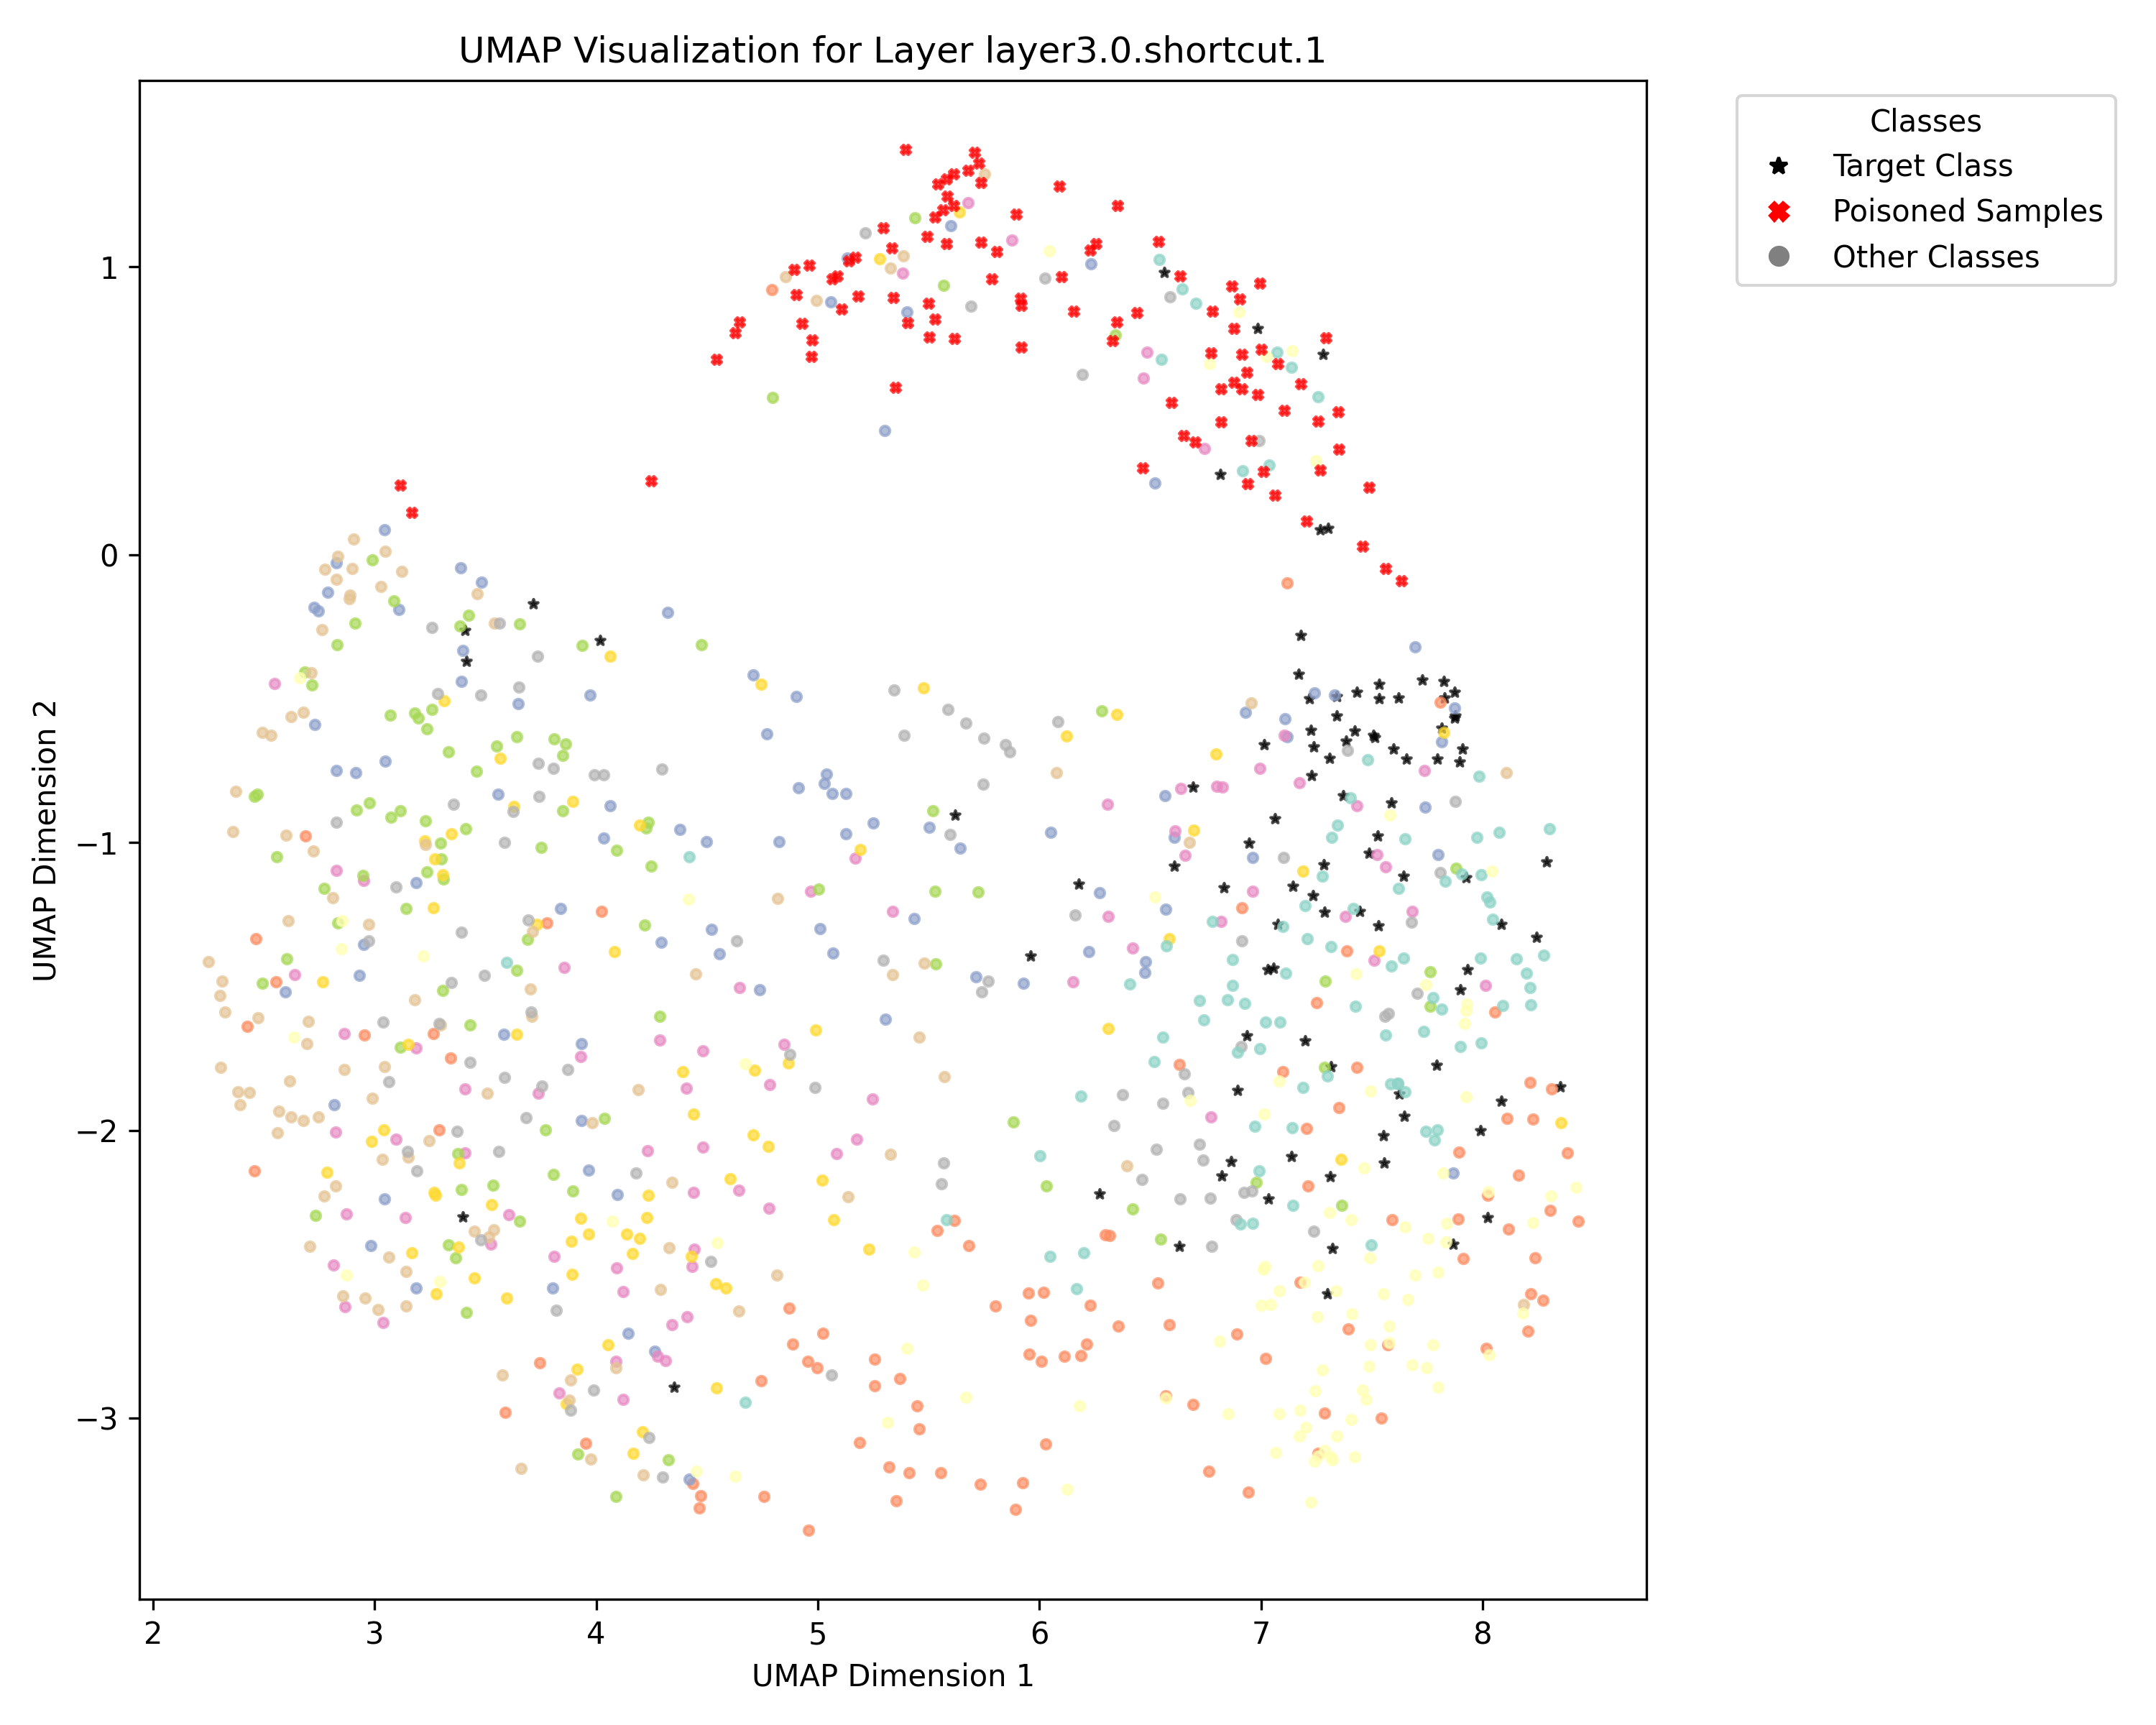 UMAP Visualization for Layer layer3.0.shortcut.1
Classes
Target Class
Poisoned Samples
Other Classes
UMAP Dimension 2
1
0
−1
−2
−3
2
3
4
5
6
7
8
UMAP Dimension 1